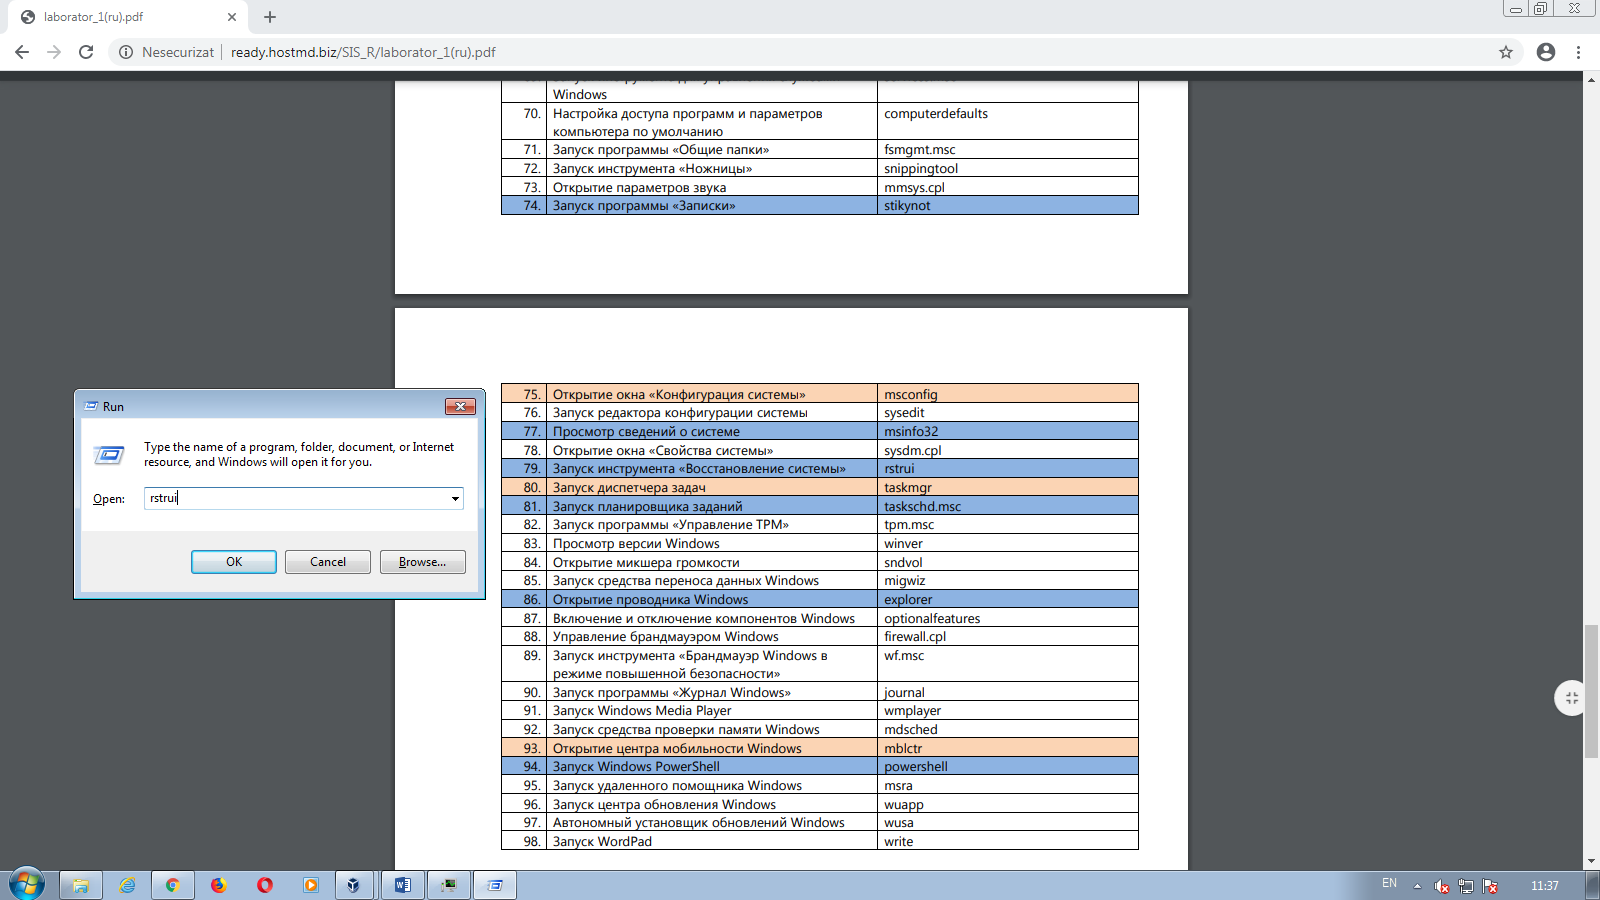 laborator_1(ru).pdf
Nesecurizat
ready.hostmd.biz/SIS_R/laborator_1(ru).pdf
Windows
70. Настройка доступа программ и параметров компьютера по умолчанию computerdefaults
71. Запуск программы «Общие папки» fsmgmt.msc
72. Запуск инструмента «Ножницы» snippingtool
73. Открытие параметров звука mmsys.cpl
74. Запуск программы «Записки» stikynot
75. Открытие окна «Конфигурация системы» msconfig
76. Запуск редактора конфигурации системы sysedit
77. Просмотр сведений о системе msinfo32
78. Открытие окна «Свойства системы» sysdm.cpl
79. Запуск инструмента «Восстановление системы» rstrui
80. Запуск диспетчера задач taskmgr
81. Запуск планировщика заданий taskschd.msc
82. Запуск программы «Управление TPM» tpm.msc
83. Просмотр версии Windows winver
84. Открытие микшера громкости sndvol
85. Запуск средства переноса данных Windows migwiz
86. Открытие проводника Windows explorer
87. Включение и отключение компонентов Windows optionalfeatures
88. Управление брандмауэром Windows firewall.cpl
89. Запуск инструмента «Брандмауэр Windows в режиме повышенной безопасности» wf.msc
90. Запуск программы «Журнал Windows» journal
91. Запуск Windows Media Player wmplayer
92. Запуск средства проверки памяти Windows mdsched
93. Открытие центра мобильности Windows mblctr
94. Запуск Windows PowerShell powershell
95. Запуск удаленного помощника Windows msra
96. Запуск центра обновления Windows wuapp
97. Автономный установщик обновлений Windows wusa
98. Запуск WordPad write
Run
Type the name of a program, folder, document, or Internet
resource, and Windows will open it for you.
Open: rstrui
OK Cancel Browse...
EN 11:37